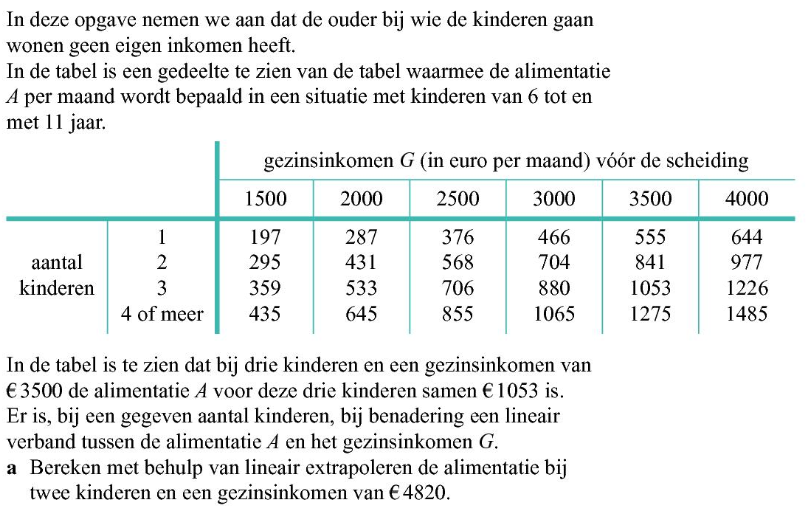 In deze opgave nemen we aan dat de ouder bij wie de kinderen gaan
wonen geen eigen inkomen heeft.
In de tabel is een gedeelte te zien van de tabel waarmee de alimentatie
A per maand wordt bepaald in een situatie met kinderen van 6 tot en
met 11 jaar.
gezinsinkomen G (in euro per maand) vóór de scheiding
1500 2000 2500 3000 3500 4000
1 197 287 376 466 555 644
aantal 2 295 431 568 704 841 977
kinderen 3 359 533 706 880 1053 1226
4 of meer 435 645 855 1065 1275 1485
In de tabel is te zien dat bij drie kinderen en een gezinsinkomen van
€ 3500 de alimentatie A voor deze drie kinderen samen € 1053 is.
Er is, bij een gegeven aantal kinderen, bij benadering een lineair
verband tussen de alimentatie A en het gezinsinkomen G.
a Bereken met behulp van lineair extrapoleren de alimentatie bij
twee kinderen en een gezinsinkomen van € 4820.